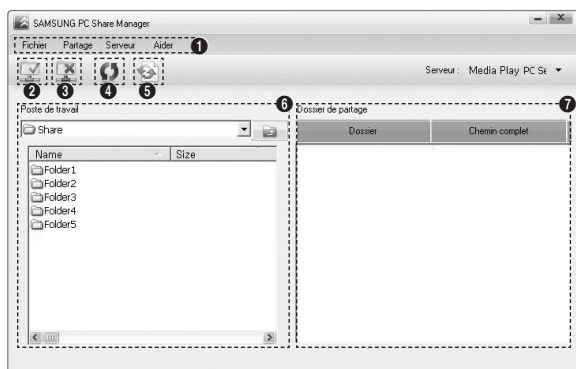 SAMSUNG PC Share Manager
Fichier Partage Serveur Aider 1
2 3 4 5
Serveur : Media Play PC Se
Poste de travail 6
Dossier de partage 7
Share
Dossier Chemin complet
Name Size
Folder1
Folder2
Folder3
Folder4
Folder5